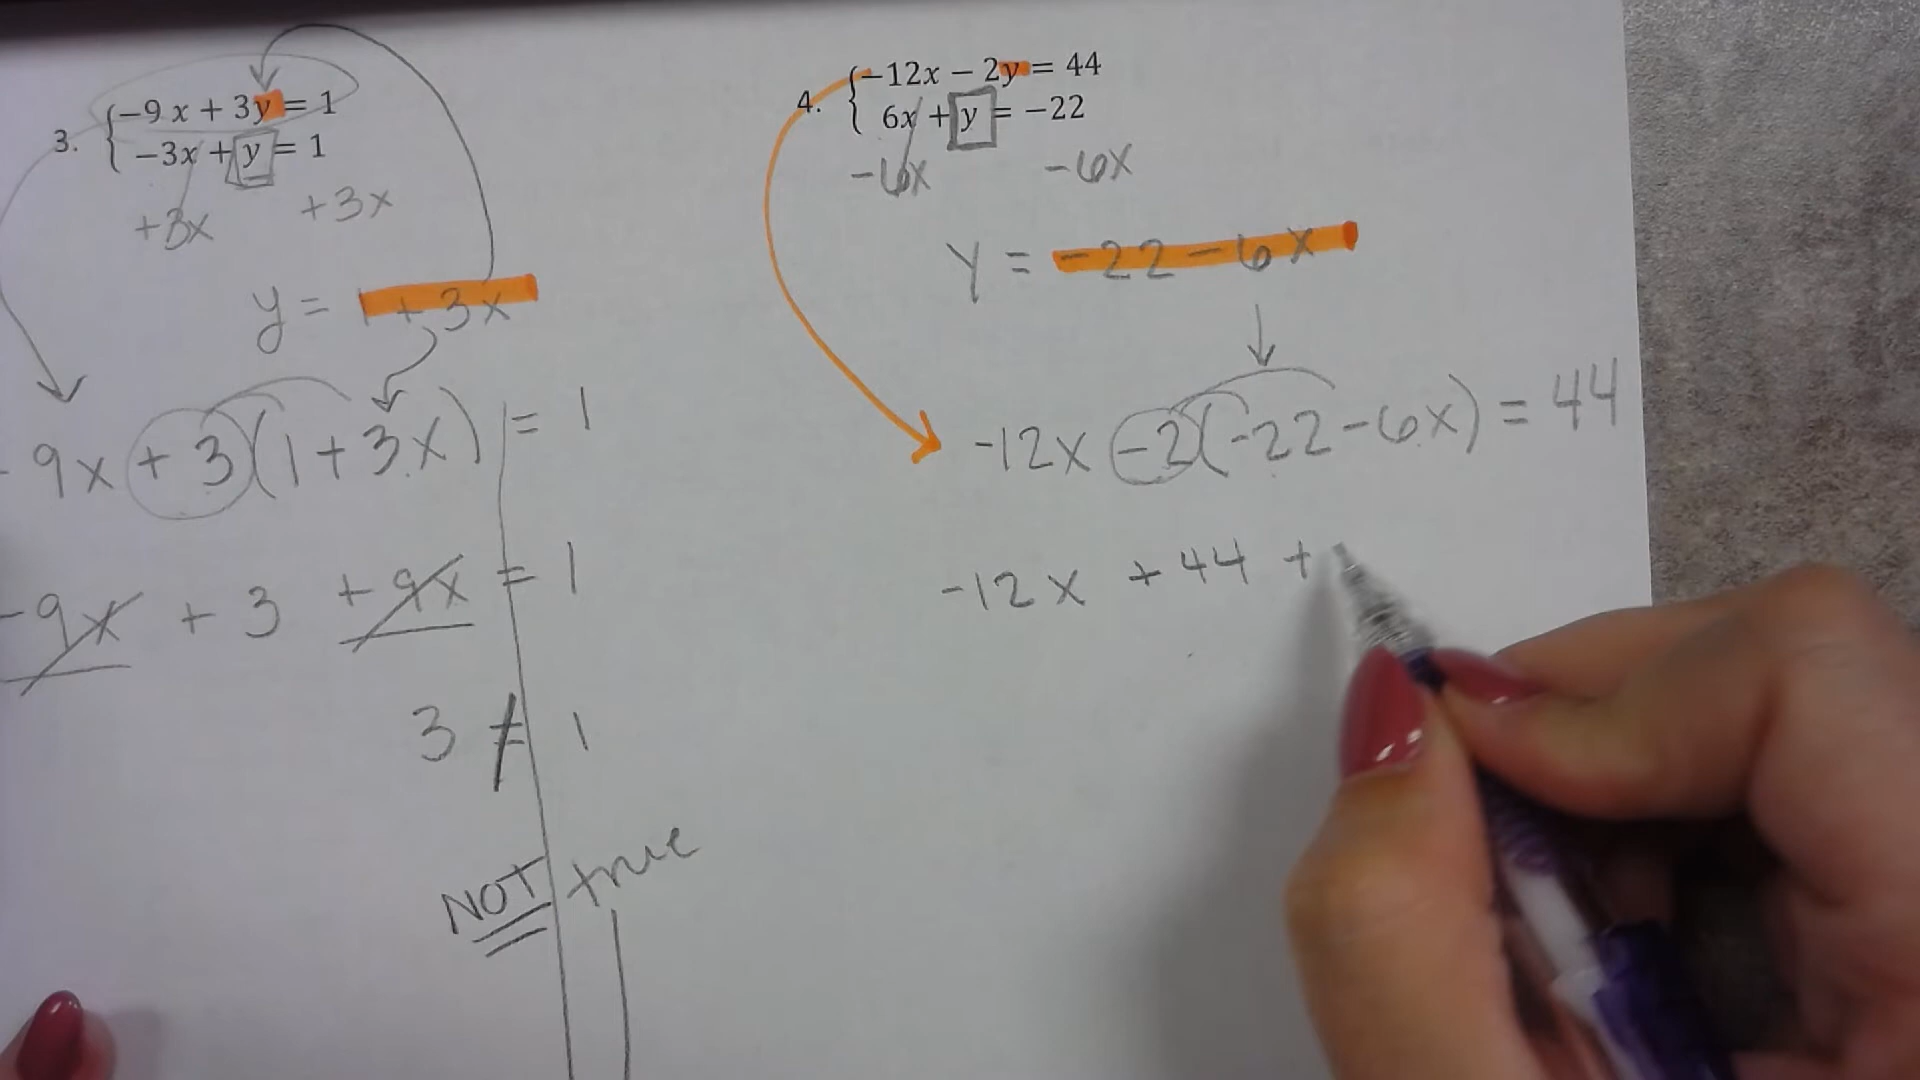 3. −9 x + 3y = 1
−3x + y = 1
+3x +3x
y = 1 + 3x
-9x + 3(1 + 3x) = 1
-9x + 3 + 9x = 1
3 ≠ 1
NOT true
4. −12x − 2y = 44
6x + y = −22
-6x -6x
y = -22 - 6x
-12x -2(-22 - 6x) = 44
-12x + 44 +